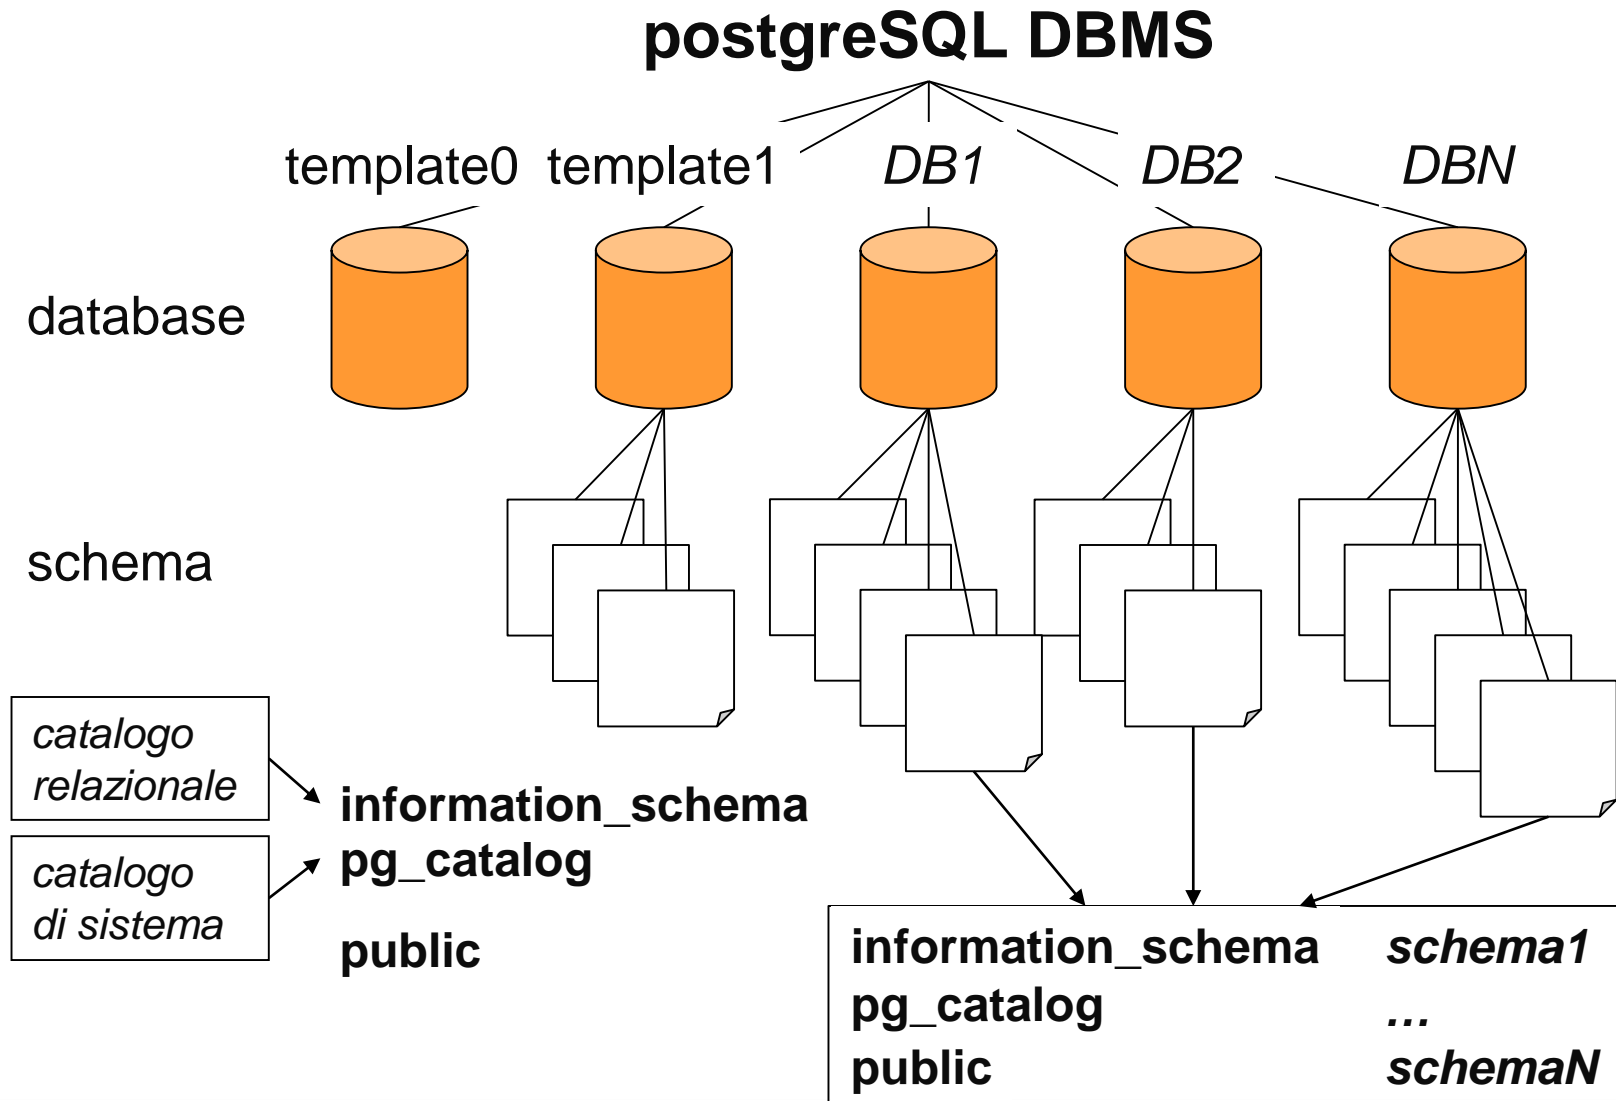 postgreSQL DBMS
template0 template1 DB1 DB2 DBN
database
schema
catalogo
relazionale
catalogo
di sistema
information_schema
pg_catalog
public
information_schema schema1
pg_catalog ...
public schemaN